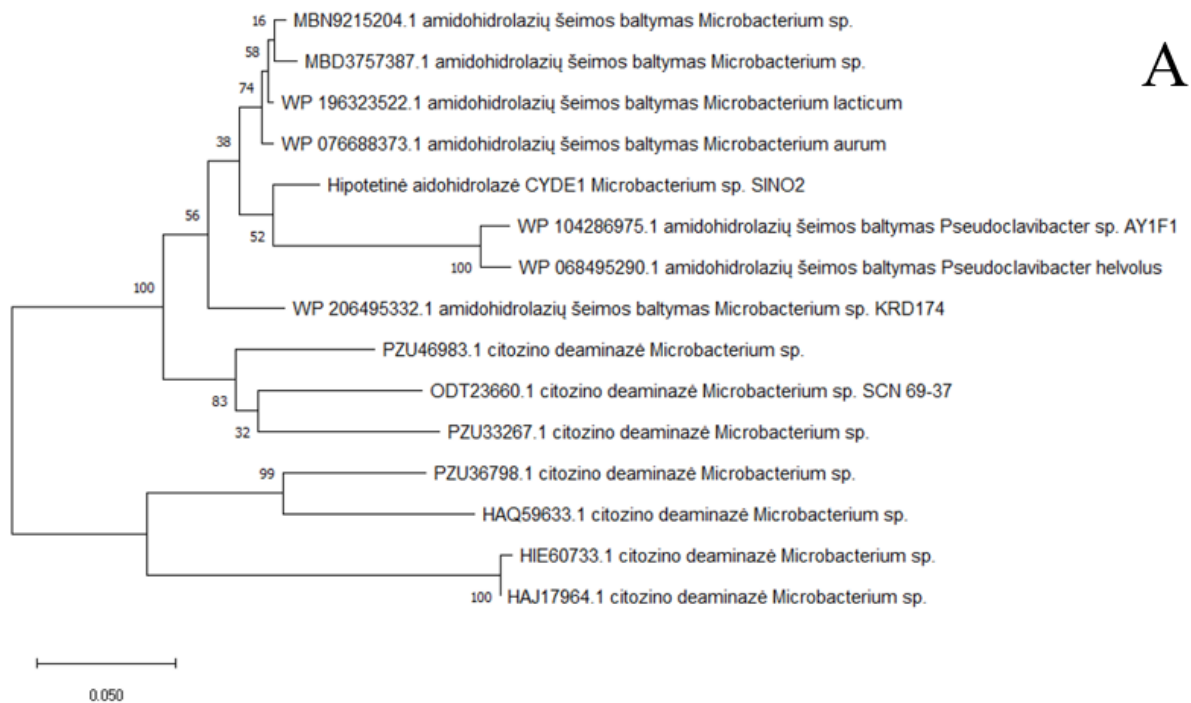 A
16
MBN9215204.1 amidohidrolazių šeimos baltymas Microbacterium sp.
58
MBD3757387.1 amidohidrolazių šeimos baltymas Microbacterium sp.
74
WP 196323522.1 amidohidrolazių šeimos baltymas Microbacterium lacticum
38
WP 076688373.1 amidohidrolazių šeimos baltymas Microbacterium aurum
Hipotetinė aidohidrolazė CYDE1 Microbacterium sp. SINO2
56
52
WP 104286975.1 amidohidrolazių šeimos baltymas Pseudoclavibacter sp. AY1F1
100
WP 068495290.1 amidohidrolazių šeimos baltymas Pseudoclavibacter helvolus
100
WP 206495332.1 amidohidrolazių šeimos baltymas Microbacterium sp. KRD174
PZU46983.1 citozino deaminazė Microbacterium sp.
83
ODT23660.1 citozino deaminazė Microbacterium sp. SCN 69-37
32
PZU33267.1 citozino deaminazė Microbacterium sp.
99
PZU36798.1 citozino deaminazė Microbacterium sp.
HAQ59633.1 citozino deaminazė Microbacterium sp.
HIE60733.1 citozino deaminazė Microbacterium sp.
100
HAJ17964.1 citozino deaminazė Microbacterium sp.
0.050